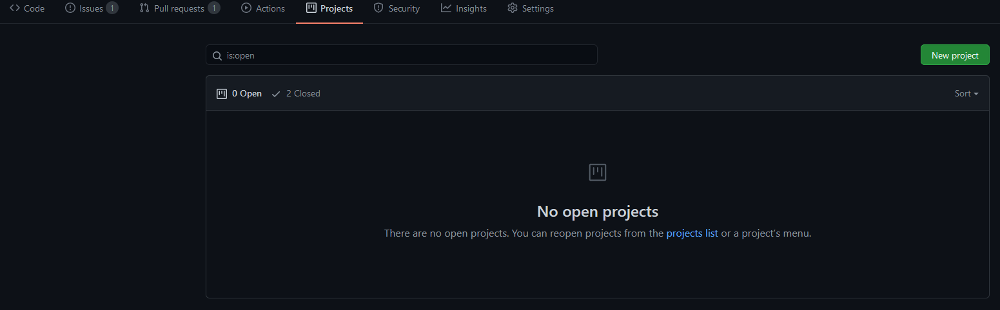 Code Issues 1 Pull requests 1 Actions Projects Security Insights Settings
is:open New project
0 Open 2 Closed Sort
No open projects
There are no open projects. You can reopen projects from the projects list or a project's menu.